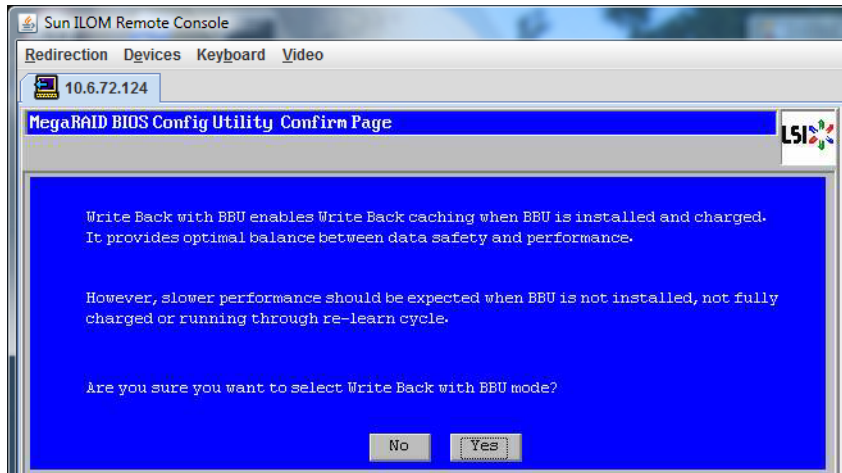 Sun ILOM Remote Console
Redirection Devices Keyboard Video
10.6.72.124
MegaRAID BIOS Config Utility Confirm Page
LSI
Write Back with BBU enables Write Back caching when BBU is installed and charged.
It provides optimal balance between data safety and performance.
However, slower performance should be expected when BBU is not installed, not fully
charged or running through re-learn cycle.
Are you sure you want to select Write Back with BBU mode?
No Yes